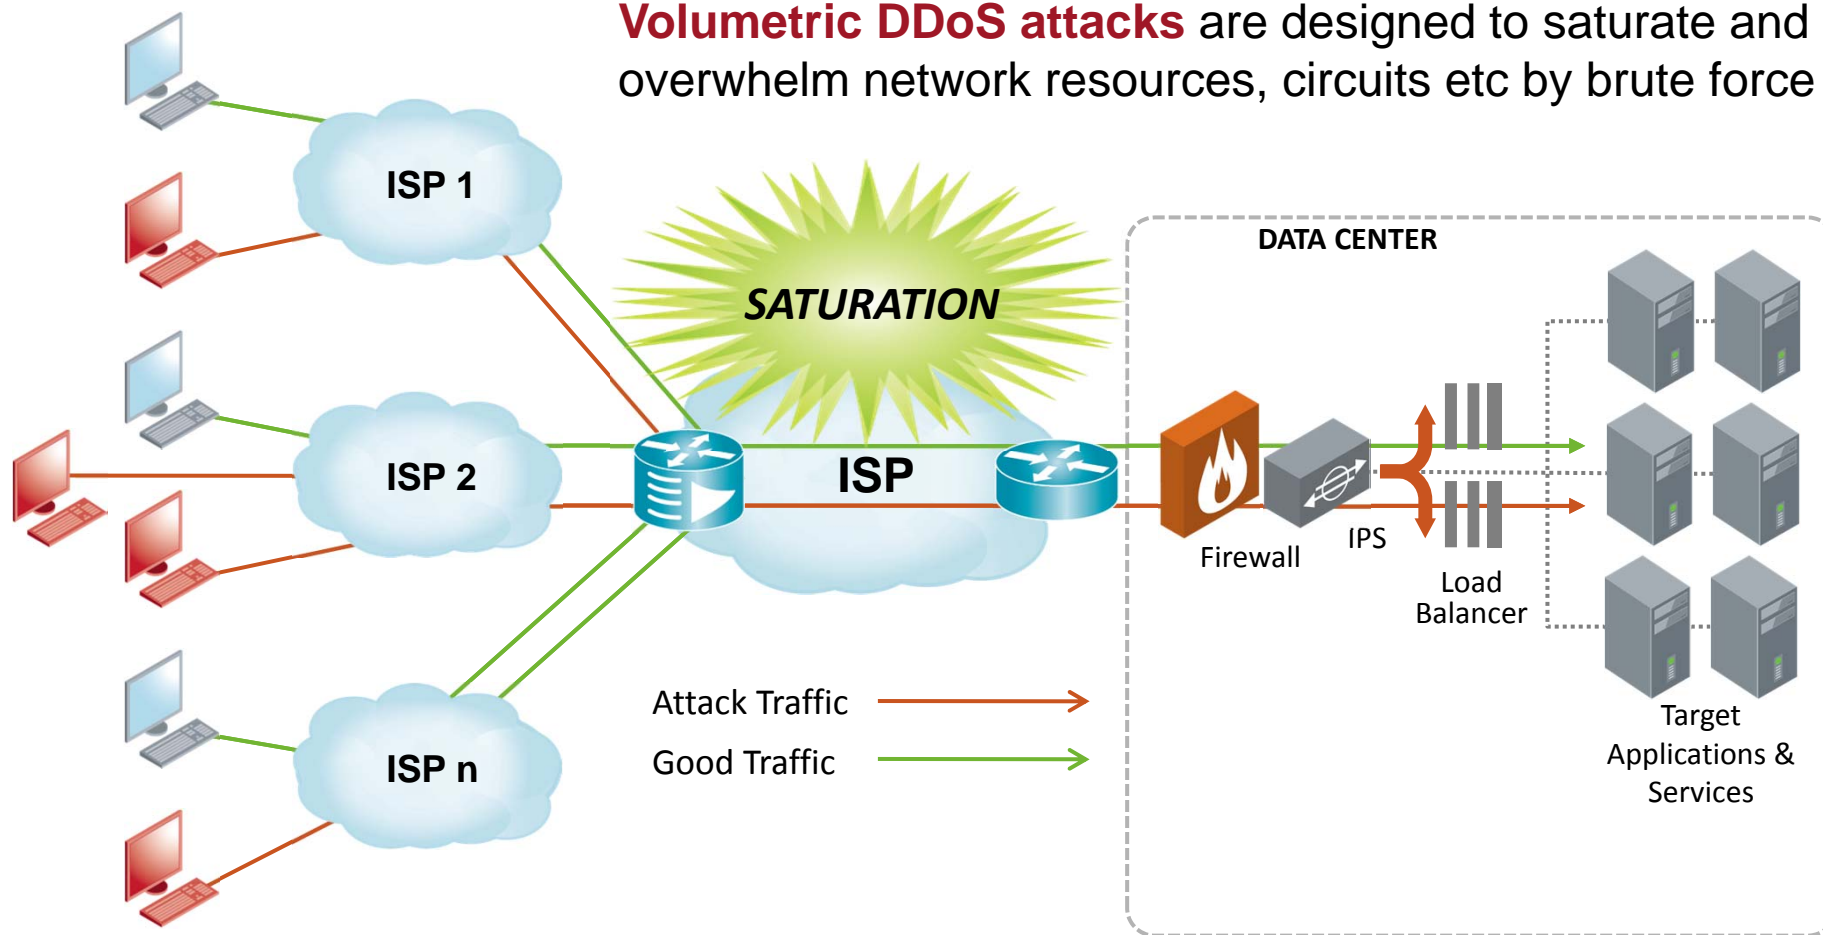 Volumetric DDoS attacks are designed to saturate and
overwhelm network resources, circuits etc by brute force
ISP 1
SATURATION
DATA CENTER
ISP 2
ISP
Firewall
IPS
Load
Balancer
ISP n
Attack Traffic
Good Traffic
Target
Applications &
Services